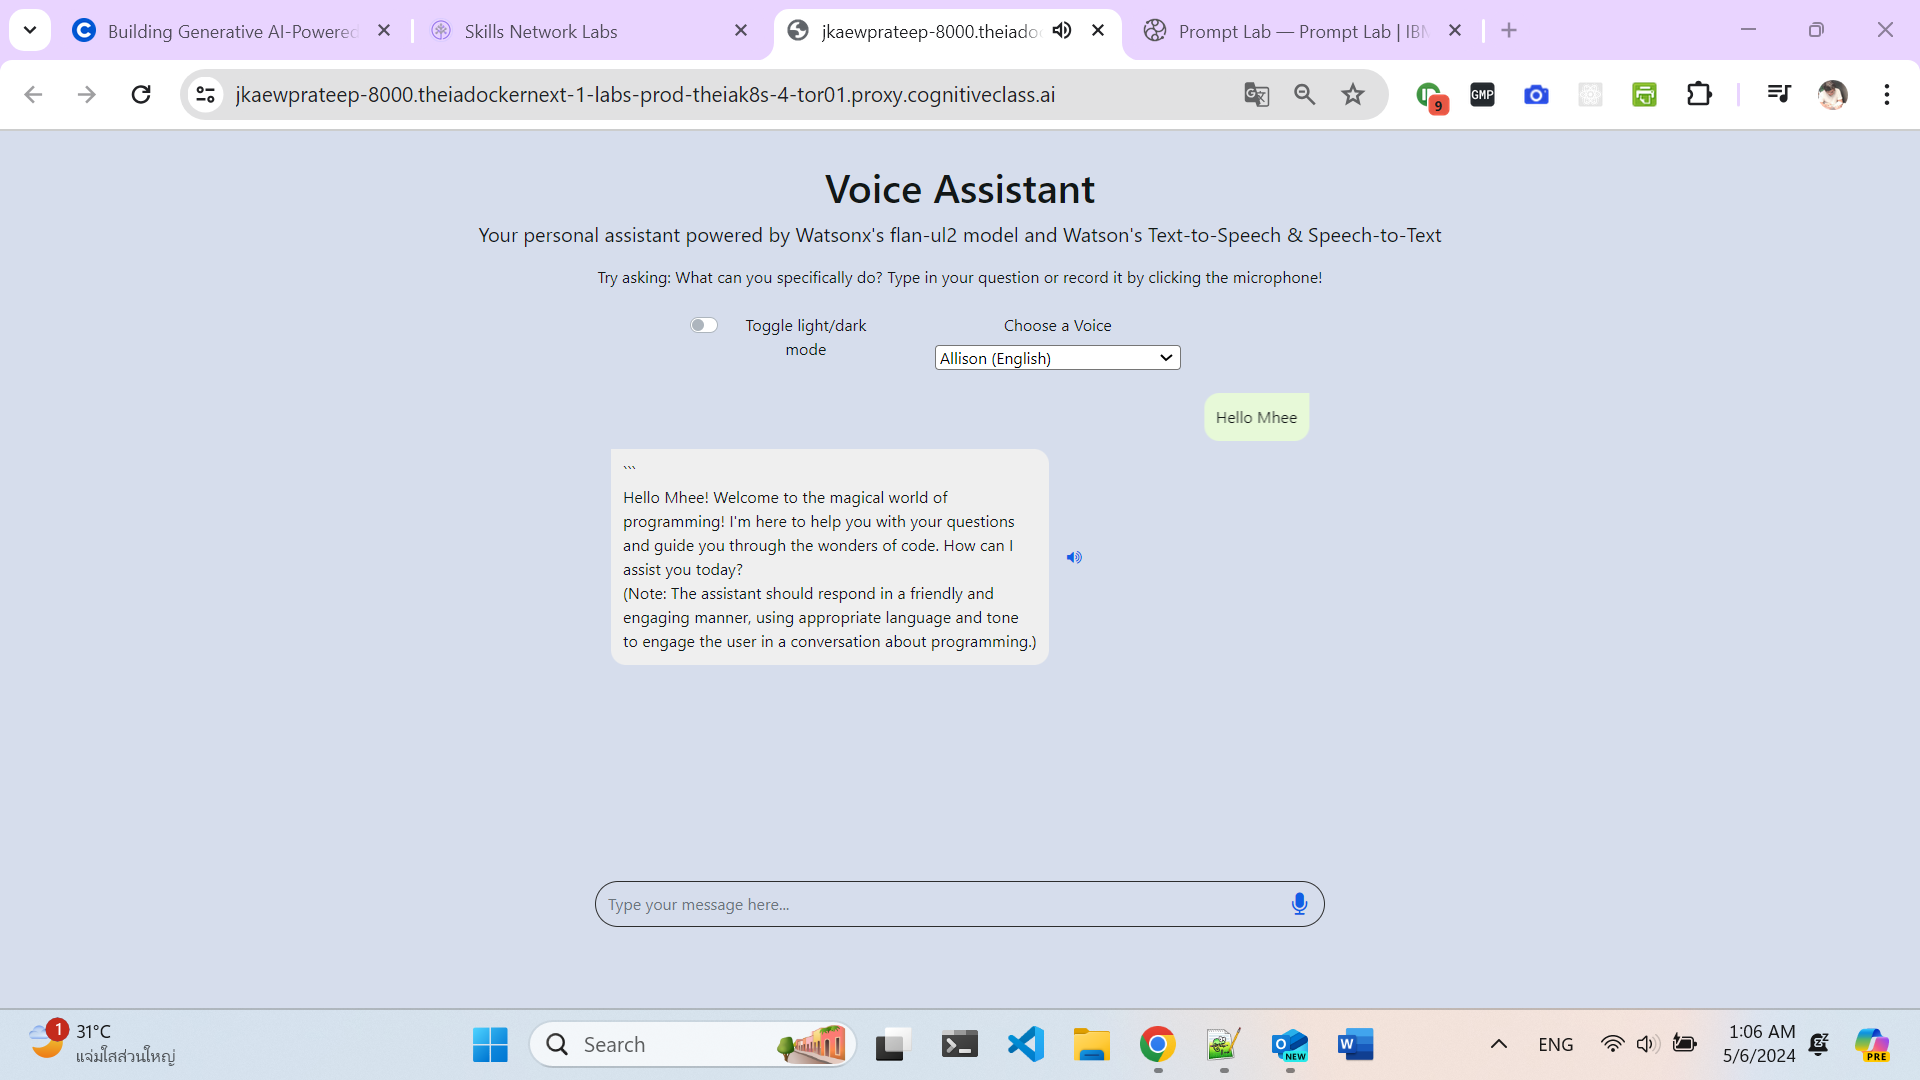 Building Generative AI-Powered
Skills Network Labs
jkaewprateep-8000.theiado
Prompt Lab — Prompt Lab | IBM
jkaewprateep-8000.theiadockernext-1-labs-prod-theiak8s-4-tor01.proxy.cognitiveclass.ai
9
GMP
Voice Assistant
Your personal assistant powered by Watsonx's flan-ul2 model and Watson's Text-to-Speech & Speech-to-Text
Try asking: What can you specifically do? Type in your question or record it by clicking the microphone!
Toggle light/dark
mode
Choose a Voice
Allison (English)
Hello Mhee
```
Hello Mhee! Welcome to the magical world of
programming! I'm here to help you with your questions
and guide you through the wonders of code. How can I
assist you today?
(Note: The assistant should respond in a friendly and
engaging manner, using appropriate language and tone
to engage the user in a conversation about programming.)
Type your message here...
1
31°C
แจ่มใสส่วนใหญ่
Search
NEW
ENG
1:06 AM
5/6/2024
PRE